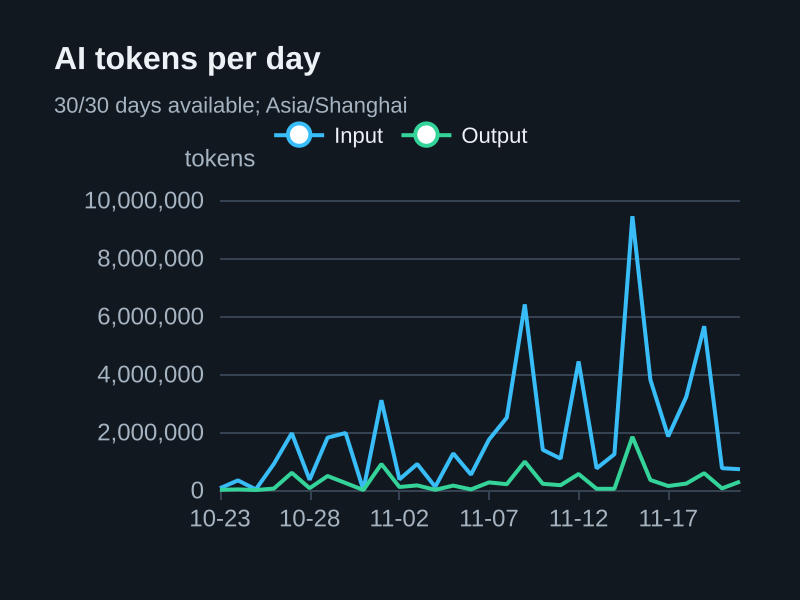 AI tokens per day
30/30 days available; Asia/Shanghai
Input Output
tokens
10,000,000
8,000,000
6,000,000
4,000,000
2,000,000
0
10-23 10-28 11-02 11-07 11-12 11-17